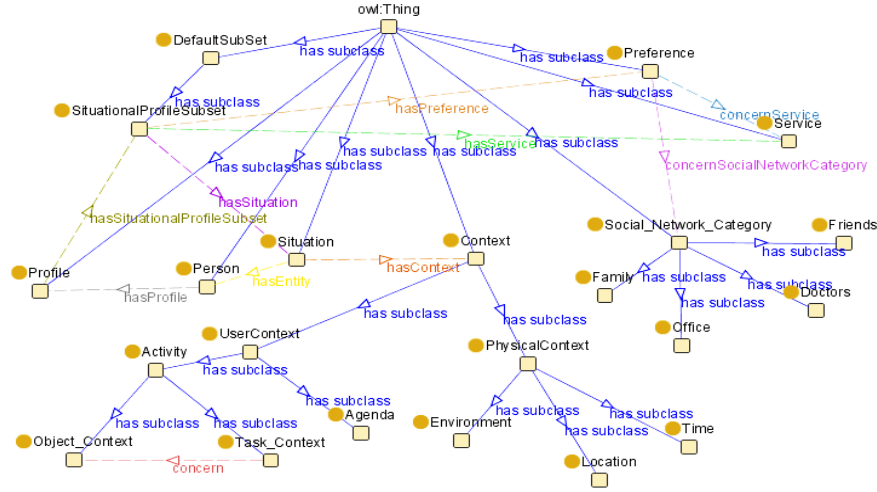 owl:Thing
DefaultSubSet
has subclass
has subclass
Preference
has subclass
has subclass
SituationalProfileSubset
hasPreference
concernService
Service
hasService
has subclass
has subclass
has subclass
has subclass
has subclass
has subclass
concernSocialNetworkCategory
hasSituation
hasSituationalProfileSubset
Situation
Context
Social_Network_Category
Friends
has subclass
Profile
Person
hasEntity
hasContext
Family
has subclass
has subclass
hasProfile
Doctors
has subclass
has subclass
Office
UserContext
PhysicalContext
Activity
has subclass
has subclass
Agenda
has subclass
has subclass
has subclass
has subclass
Environment
has subclass
Time
Object_Context
Task_Context
Location
concern